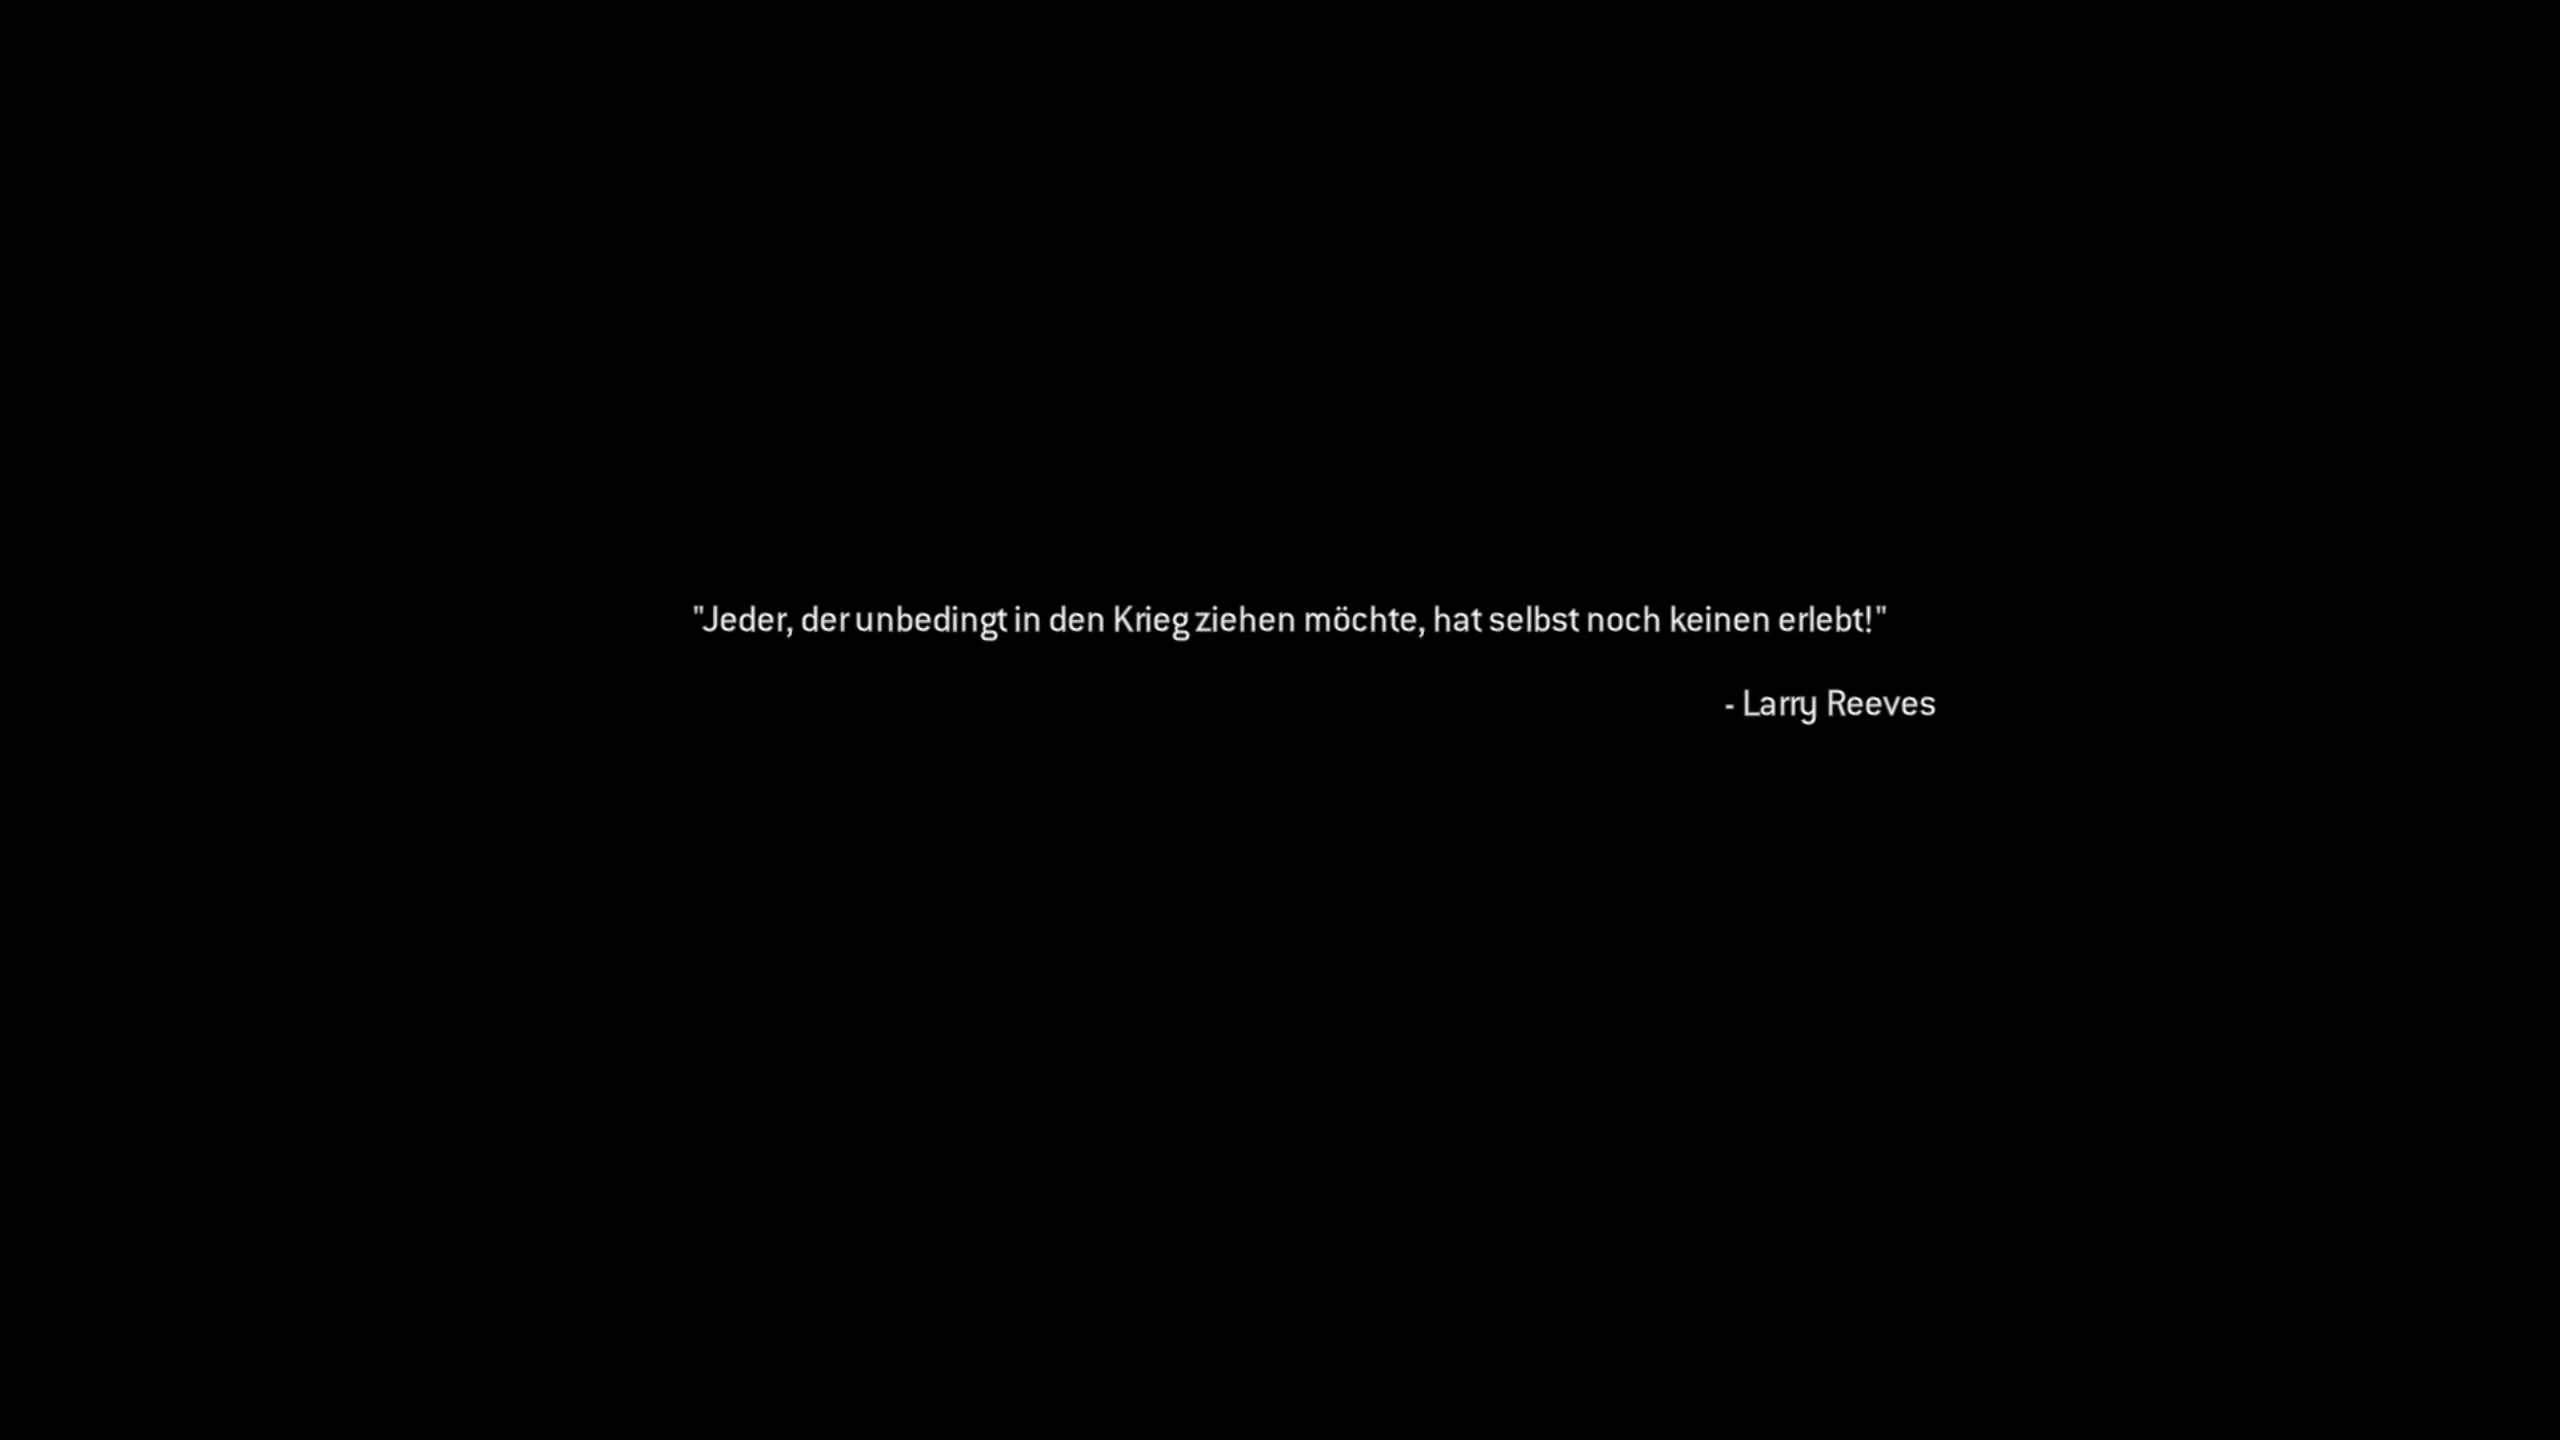 "Jeder, der unbedingt in den Krieg ziehen möchte, hat selbst noch keinen erlebt!"
- Larry Reeves